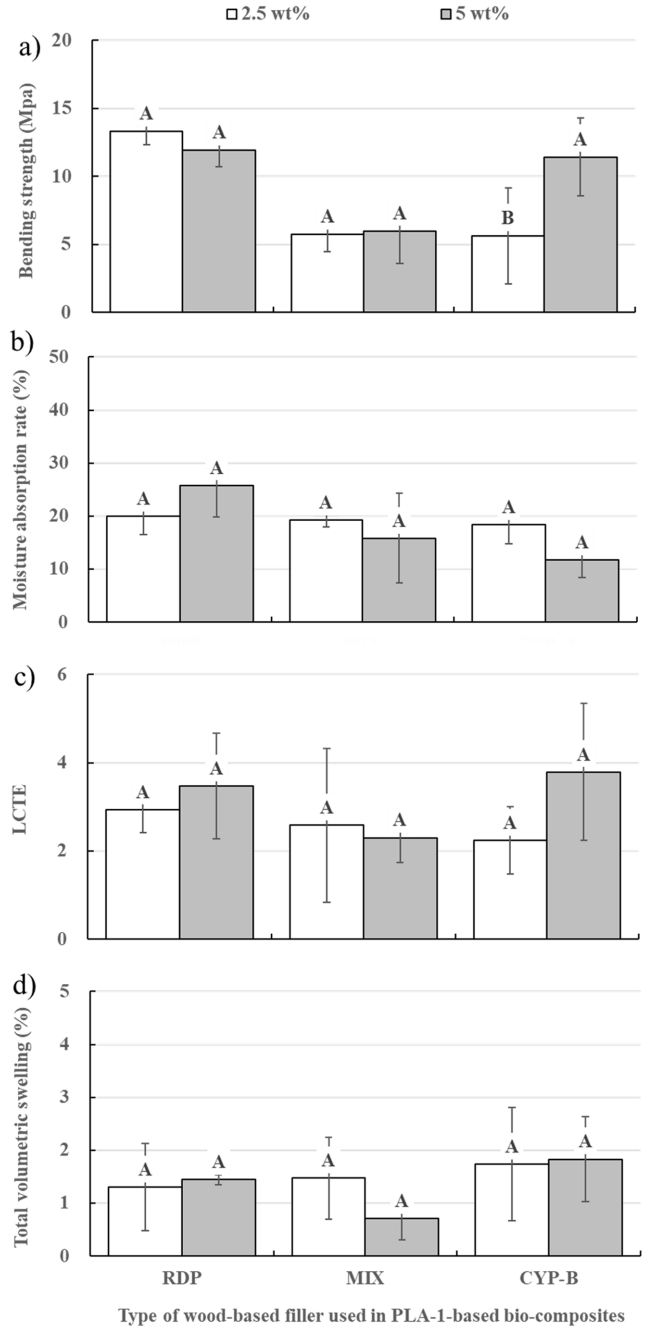 2.5 wt% 5 wt%
a)
Bending strength (Mpa)
20
15
10
5
0
A A A A B A
b)
Moisture absorption rate (%)
50
40
30
20
10
0
A A A A A A
c)
LCTE
6
4
2
0
A A A A A A
d)
Total volumetric swelling (%)
5
4
3
2
1
0
A A A A A A
RDP MIX CYP-B
Type of wood-based filler used in PLA-1-based bio-composites